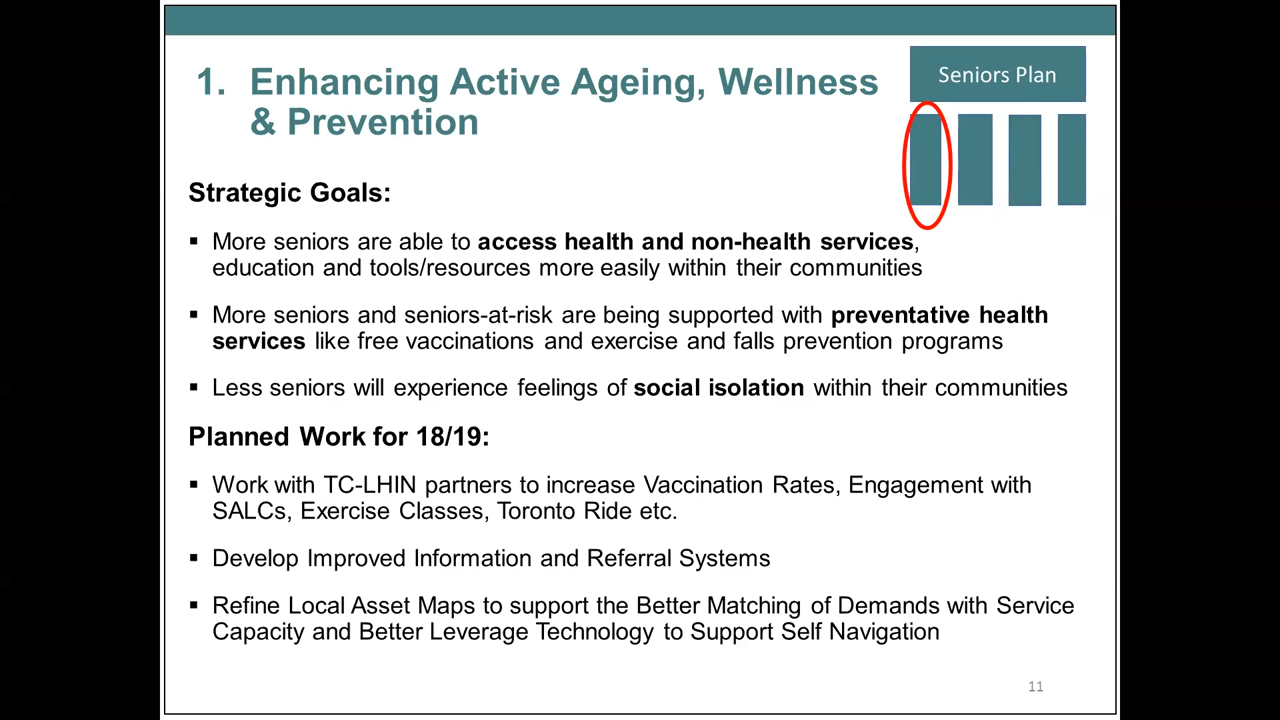 1. Enhancing Active Ageing, Wellness
& Prevention
Seniors Plan
Strategic Goals:
▪ More seniors are able to access health and non-health services,
education and tools/resources more easily within their communities
▪ More seniors and seniors-at-risk are being supported with preventative health
services like free vaccinations and exercise and falls prevention programs
▪ Less seniors will experience feelings of social isolation within their communities
Planned Work for 18/19:
▪ Work with TC-LHIN partners to increase Vaccination Rates, Engagement with
SALCs, Exercise Classes, Toronto Ride etc.
▪ Develop Improved Information and Referral Systems
▪ Refine Local Asset Maps to support the Better Matching of Demands with Service
Capacity and Better Leverage Technology to Support Self Navigation
11